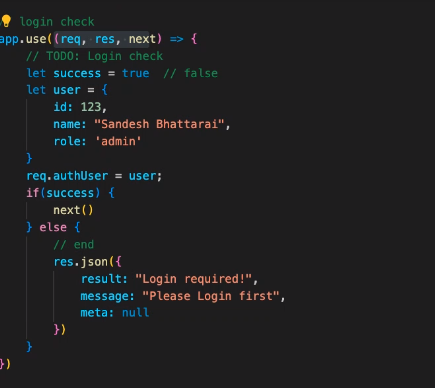 login check
app.use((req, res, next) => {
// TODO: Login check
let success = true // false
let user = {
id: 123,
name: "Sandesh Bhattarai",
role: 'admin'
}
req.authUser = user;
if(success) {
next()
} else {
// end
res.json({
result: "Login required!",
message: "Please Login first",
meta: null
})
}
})